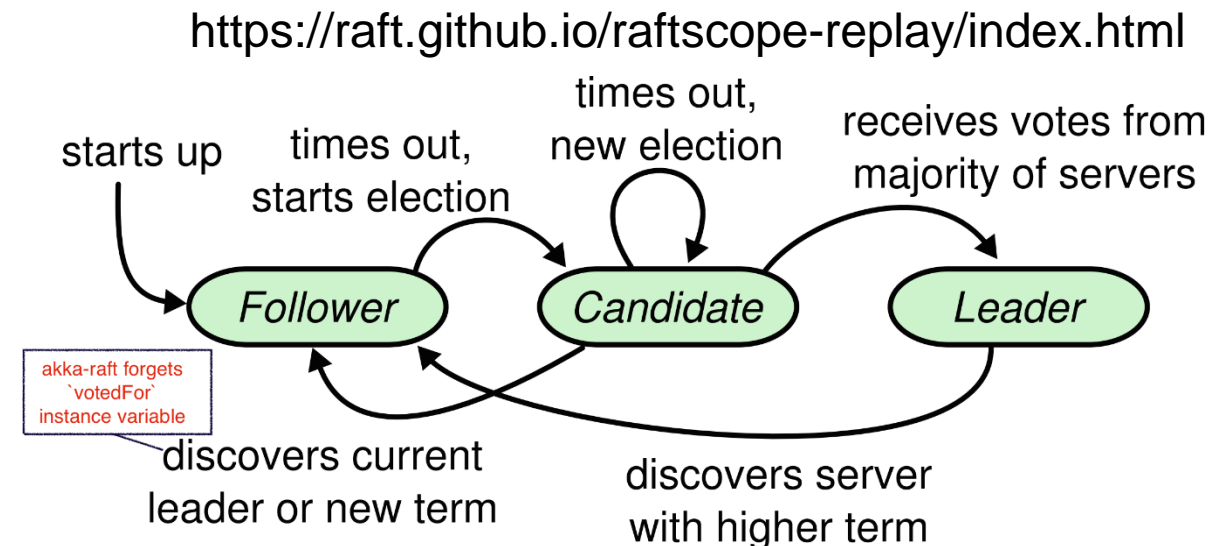 https://raft.github.io/raftscope-replay/index.html
starts up
times out,
starts election
times out,
new election
receives votes from
majority of servers
Follower
Candidate
Leader
akka-raft forgets
`votedFor`
instance variable
discovers current
leader or new term
discovers server
with higher term